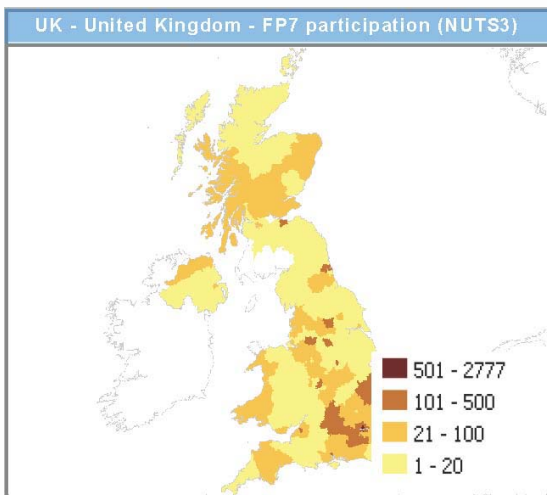 UK - United Kingdom - FP7 participation (NUTS3)
501 - 2777
101 - 500
21 - 100
1 - 20